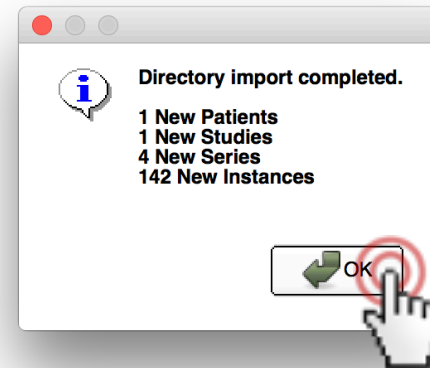 Directory import completed.
1 New Patients
1 New Studies
4 New Series
142 New Instances
OK